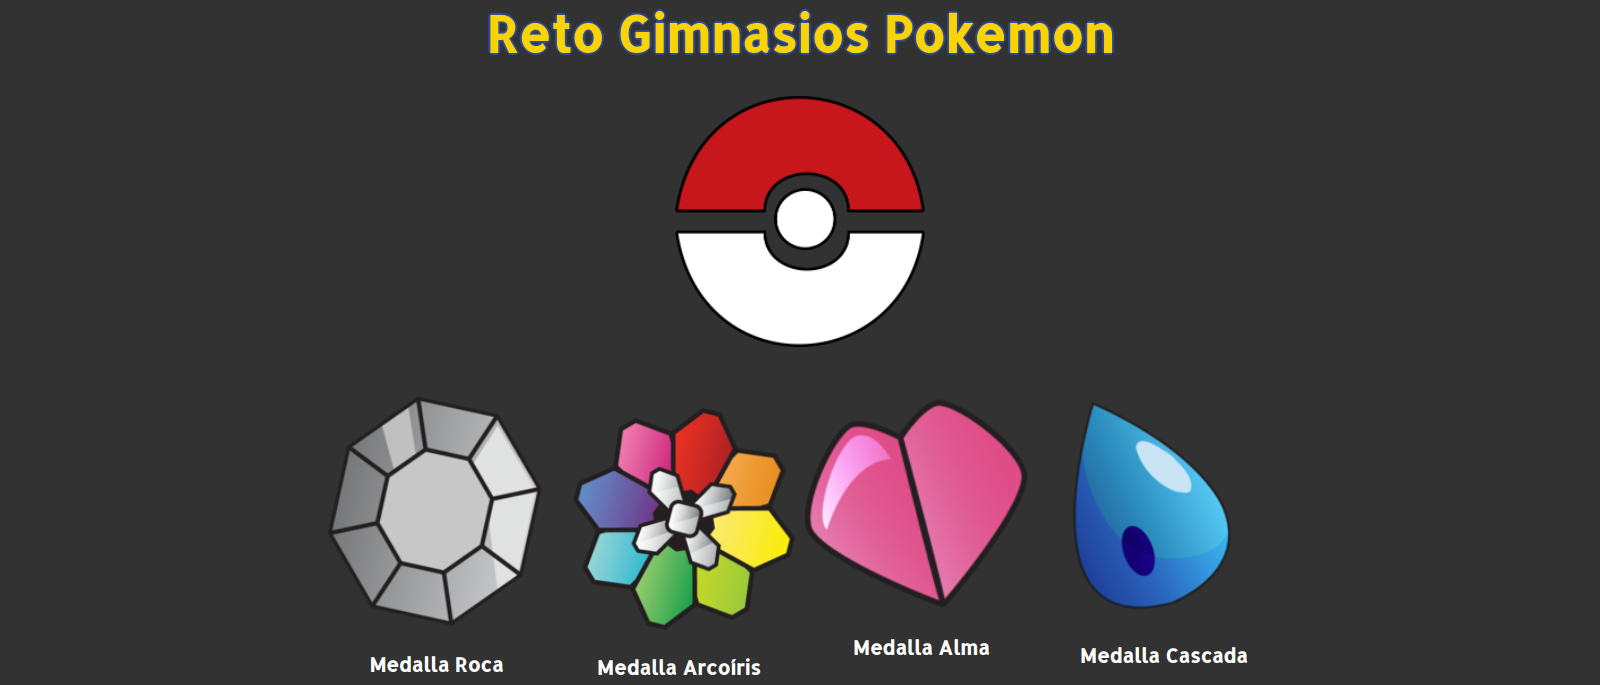 Reto Gimnasios Pokemon
Medalla Roca
Medalla Arcoíris
Medalla Alma
Medalla Cascada